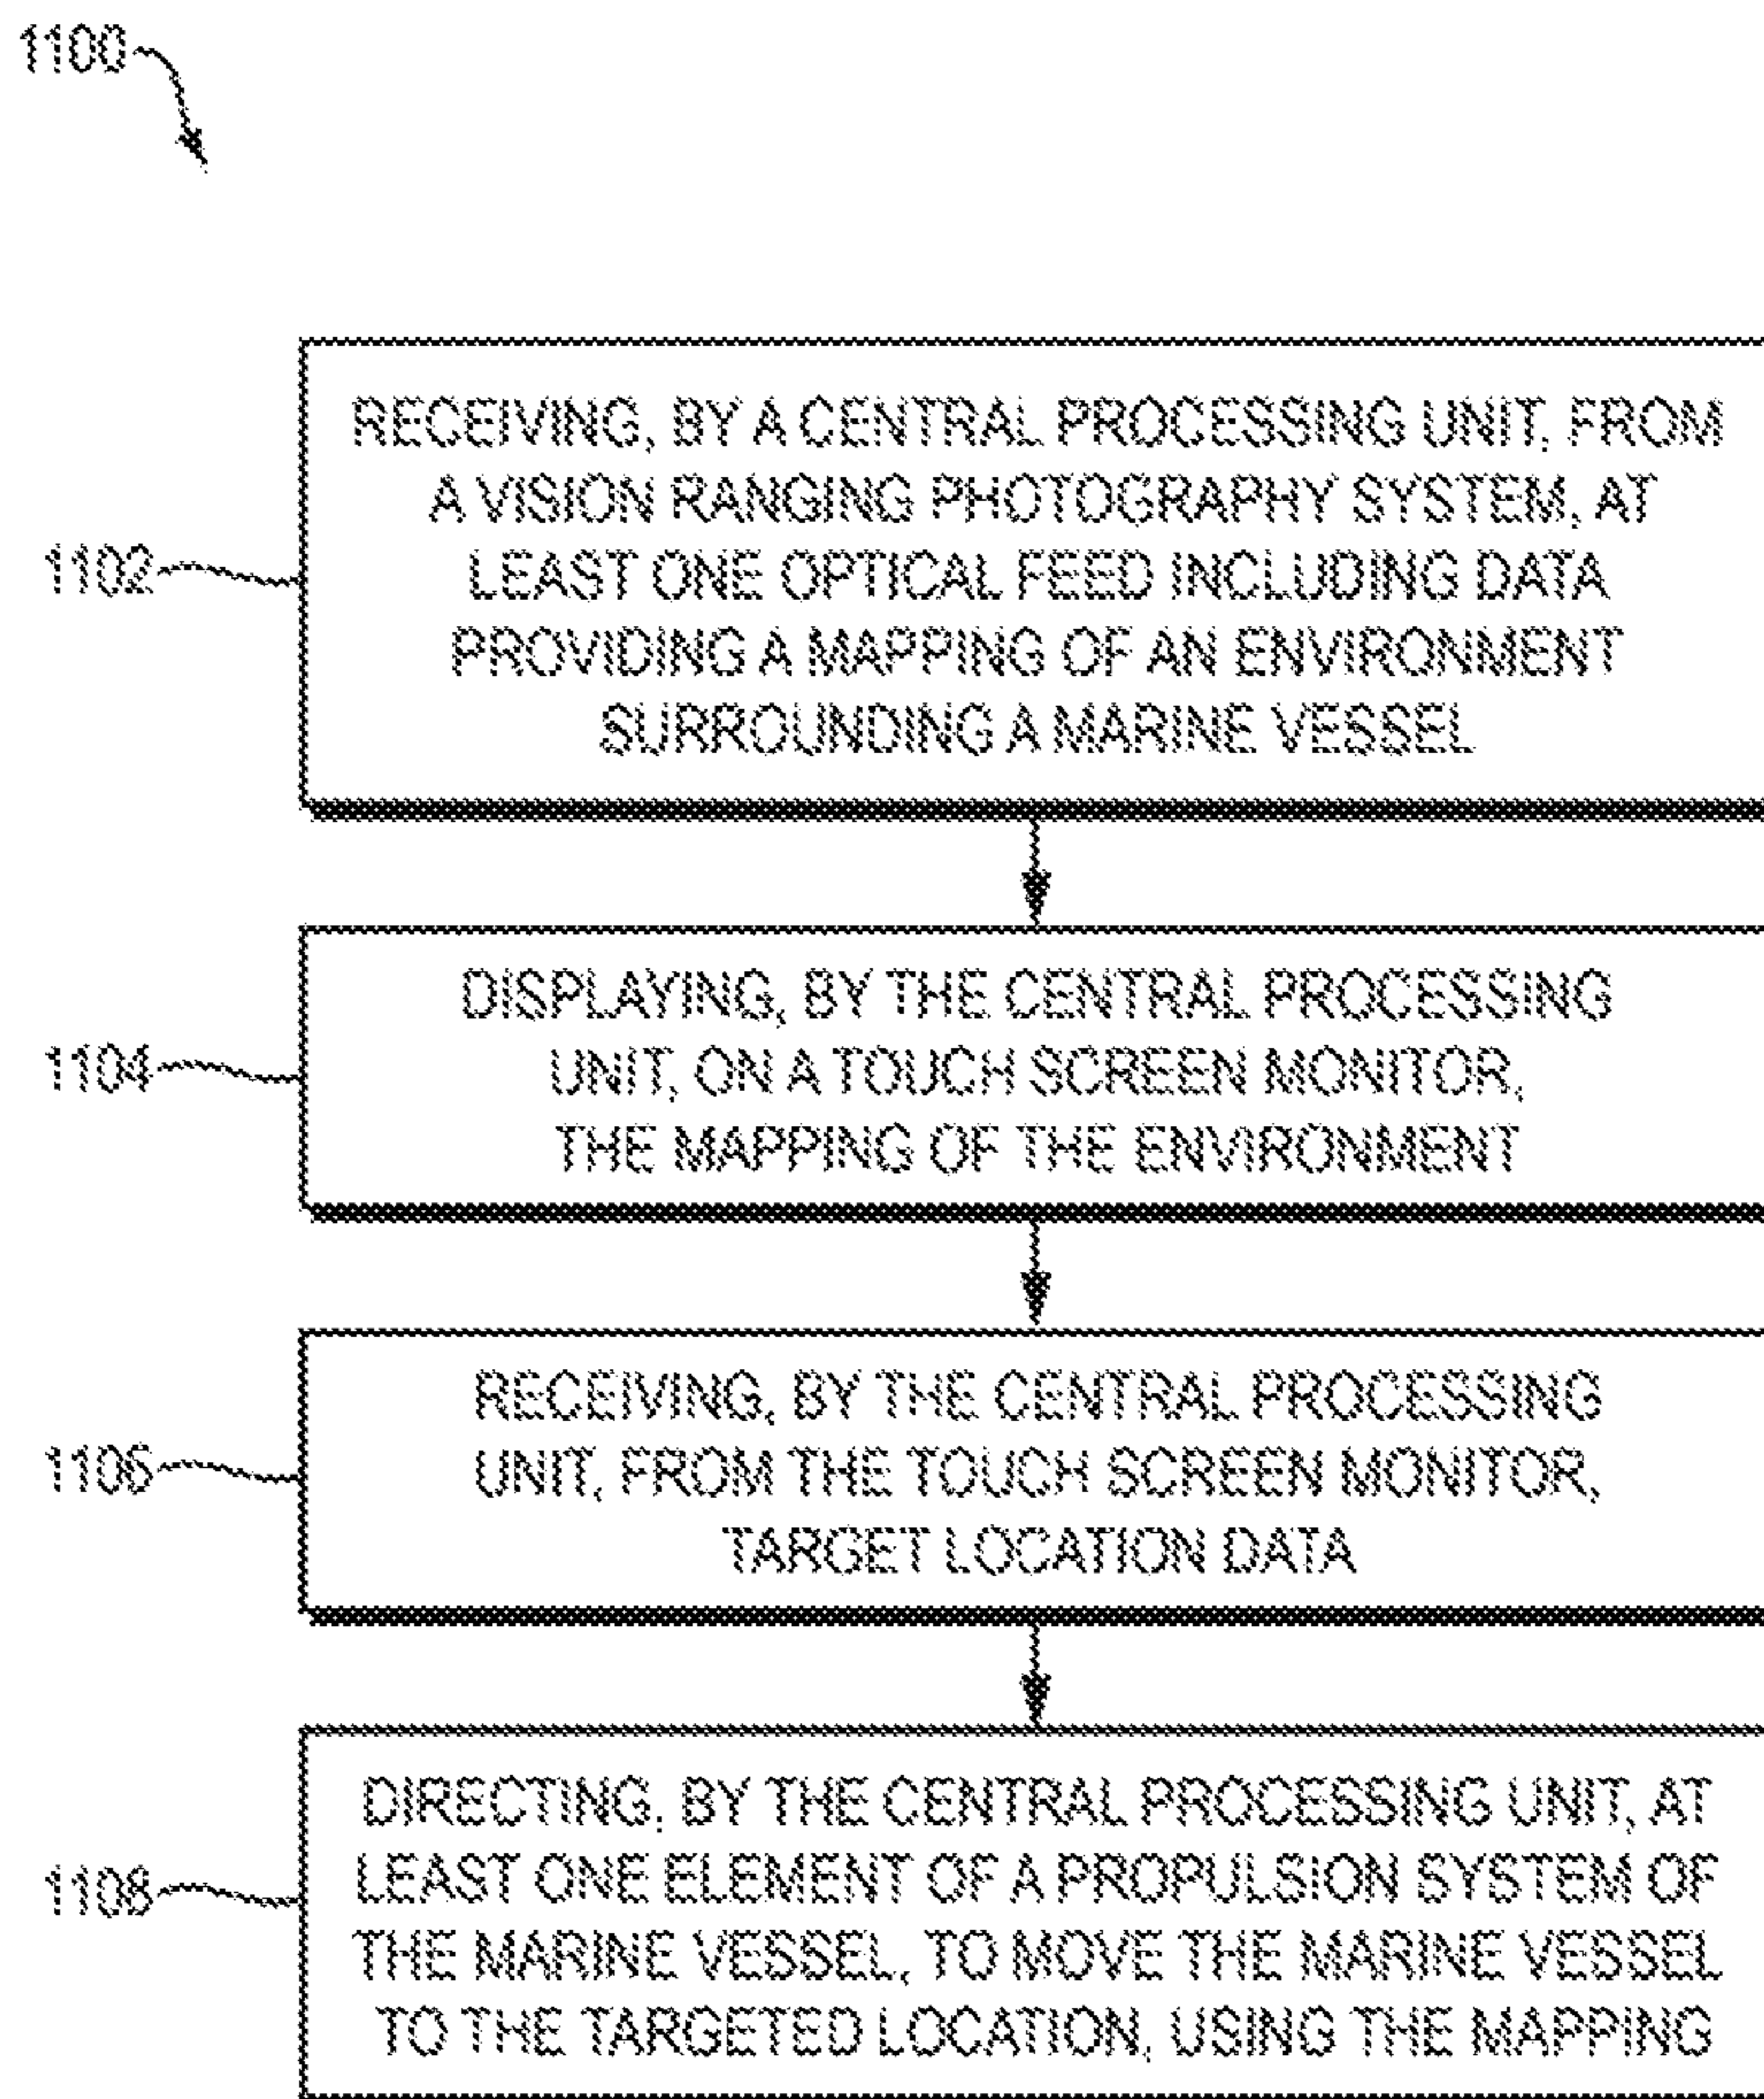 1100
RECEIVING, BY A CENTRAL PROCESSING UNIT, FROM
A VISION RANGING PHOTOGRAPHY SYSTEM, AT
1102
LEAST ONE OPTICAL FEED INCLUDING DATA
PROVIDING A MAPPING OF AN ENVIRONMENT
SURROUNDING A MARINE VESSEL
DISPLAYING, BY THE CENTRAL PROCESSING
1104
UNIT, ON A TOUCH SCREEN MONITOR,
THE MAPPING OF THE ENVIRONMENT
RECEIVING, BY THE CENTRAL PROCESSING
1106
UNIT, FROM THE TOUCH SCREEN MONITOR,
TARGET LOCATION DATA
DIRECTING, BY THE CENTRAL PROCESSING UNIT, AT
1108
LEAST ONE ELEMENT OF A PROPULSION SYSTEM OF
THE MARINE VESSEL, TO MOVE THE MARINE VESSEL
TO THE TARGETED LOCATION, USING THE MAPPING